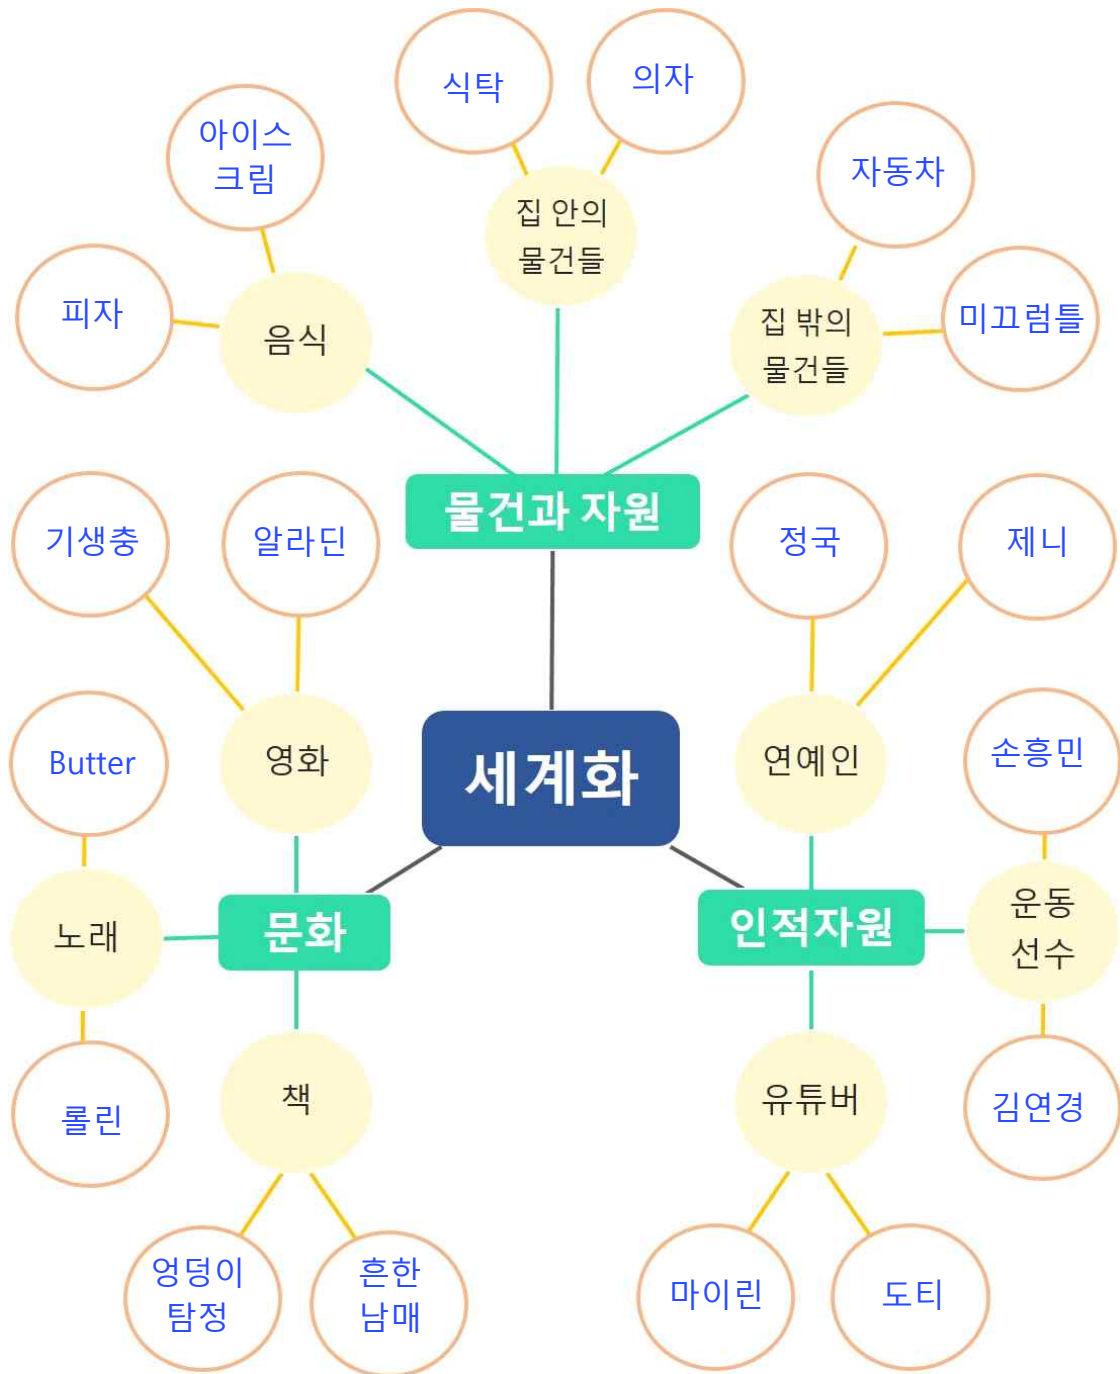 식탁
의자
아이스
크림
자동차
집 안의
물건들
피자
음식
집 밖의
물건들
미끄럼틀
물건과 자원
기생충
알라딘
정국
제니
Butter
영화
세계화
연예인
손흥민
노래
문화
인적자원
운동
선수
롤린
책
유튜버
김연경
엉덩이
탐정
흔한
남매
마이린
도티